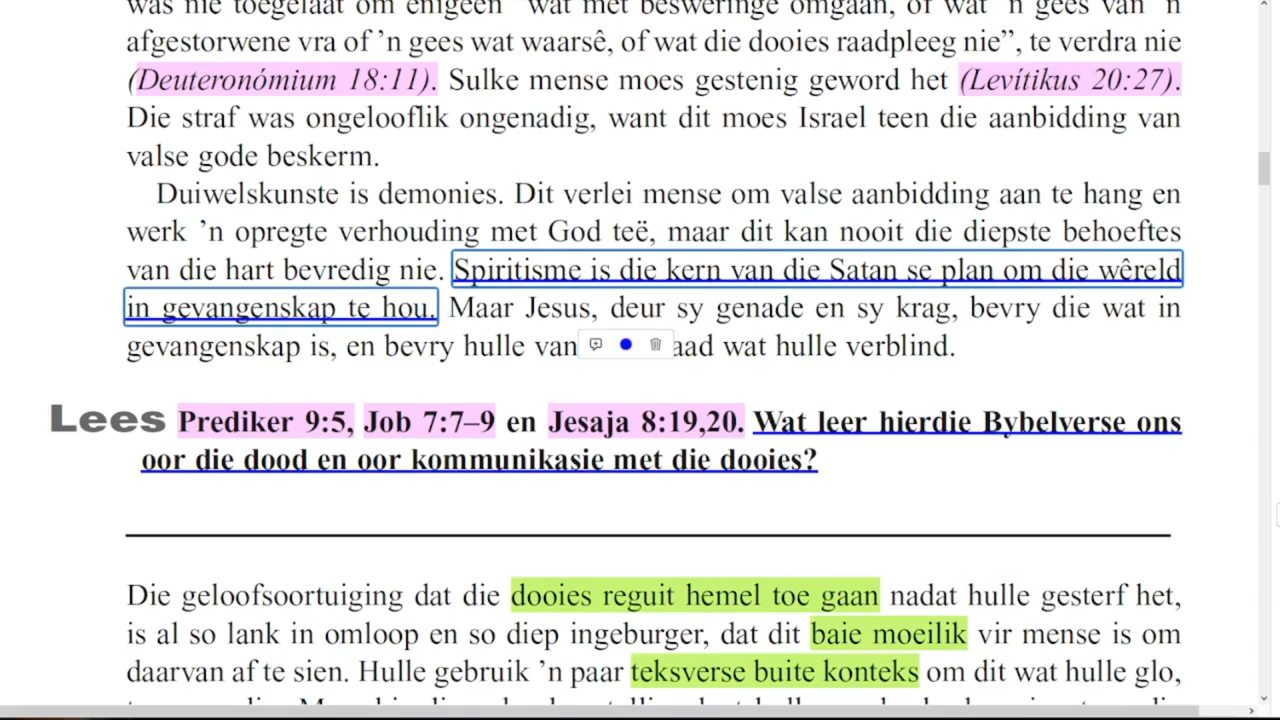 was nie toegelaat om enigeen “wat met besweringe omgaan, of wat ’n gees van ’n
afgestorwene vra of ’n gees wat waarsê, of wat die dooies raadpleeg nie”, te verdra nie
(Deuteronómium 18:11). Sulke mense moes gestenig geword het (Levítikus 20:27).
Die straf was ongelooflik ongenadig, want dit moes Israel teen die aanbidding van
valse gode beskerm.
Duiwelskunste is demonies. Dit verlei mense om valse aanbidding aan te hang en
werk ’n opregte verhouding met God teë, maar dit kan nooit die diepste behoeftes
van die hart bevredig nie. Spiritisme is die kern van die Satan se plan om die wêreld
in gevangenskap te hou. Maar Jesus, deur sy genade en sy krag, bevry die wat in
gevangenskap is, en bevry hulle van aad wat hulle verblind.
Lees Prediker 9:5, Job 7:7–9 en Jesaja 8:19,20. Wat leer hierdie Bybelverse ons
oor die dood en oor kommunikasie met die dooies?
Die geloofsoortuiging dat die dooies reguit hemel toe gaan nadat hulle gesterf het,
is al so lank in omloop en so diep ingeburger, dat dit baie moeilik vir mense is om
daarvan af te sien. Hulle gebruik ’n paar teksverse buite konteks om dit wat hulle glo,